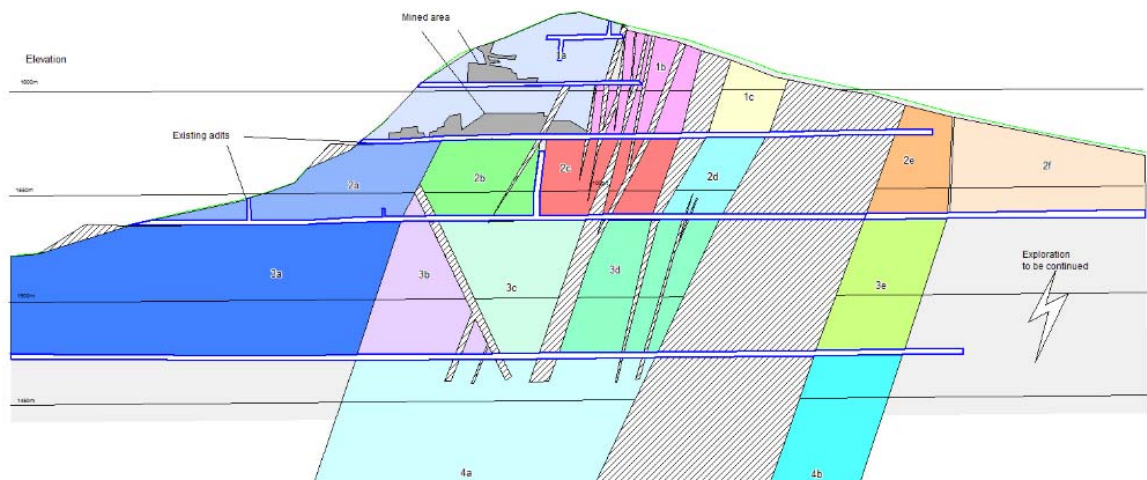 Mined area
Elevation
1a
1b
1c
Existing adits
2a
2b
2c
2d
2e
2f
3a
3b
3c
3d
3e
Exploration
to be continued
4a
4b